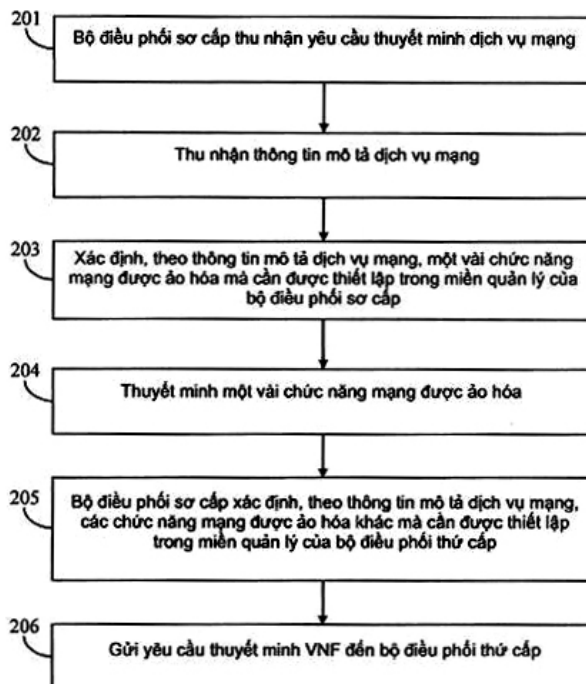 201
Bộ điều phối sơ cấp thu nhận yêu cầu thuyết minh dịch vụ mạng
202
Thu nhận thông tin mô tả dịch vụ mạng
203
Xác định, theo thông tin mô tả dịch vụ mạng, một vài chức năng
mạng được ảo hóa mà cần được thiết lập trong miền quản lý của
bộ điều phối sơ cấp
204
Thuyết minh một vài chức năng mạng được ảo hóa
205
Bộ điều phối sơ cấp xác định, theo thông tin mô tả dịch vụ mạng,
các chức năng mạng được ảo hóa khác mà cần được thiết lập
trong miền quản lý của bộ điều phối thứ cấp
206
Gửi yêu cầu thuyết minh VNF đến bộ điều phối thứ cấp